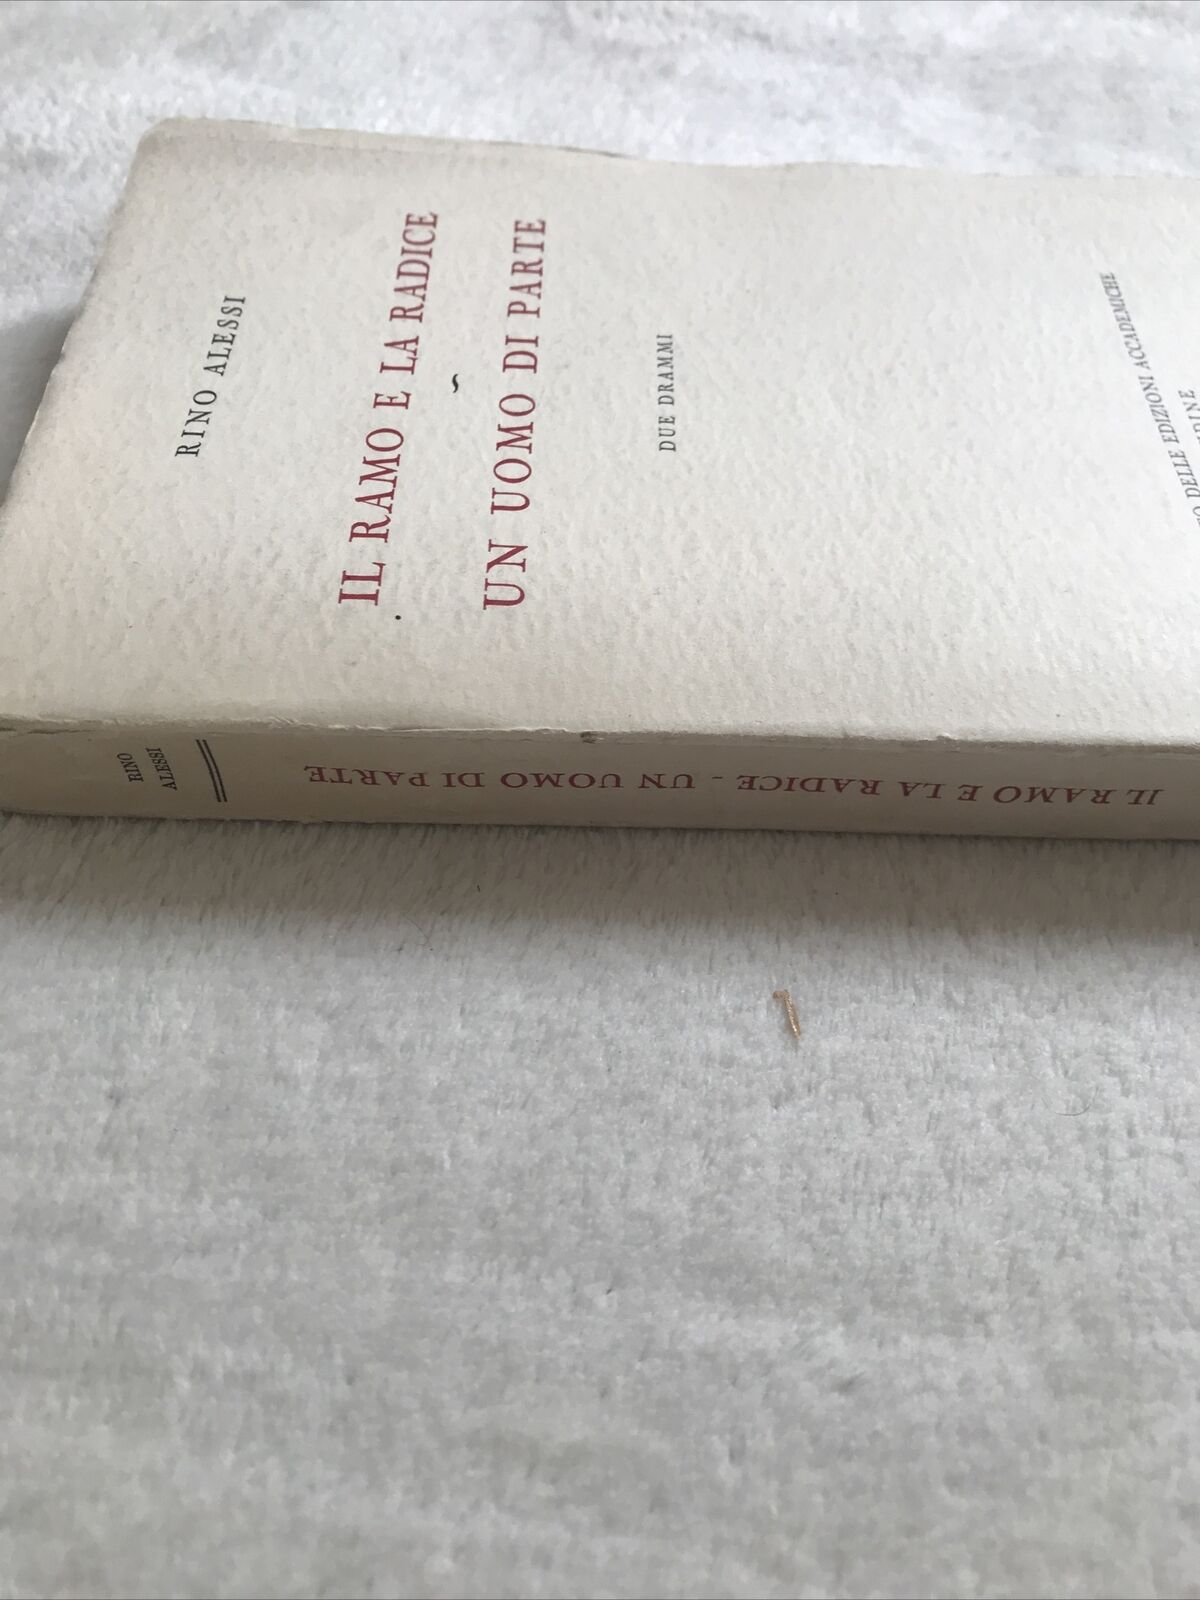 RINO ALESSI
IL RAMO E LA RADICE
~
UN UOMO DI PARTE
DUE DRAMMI
DELLE EDIZIONI ACCADEMICHE
RINO
ALESSI
IL RAMO E LA RADICE - UN UOMO DI PARTE